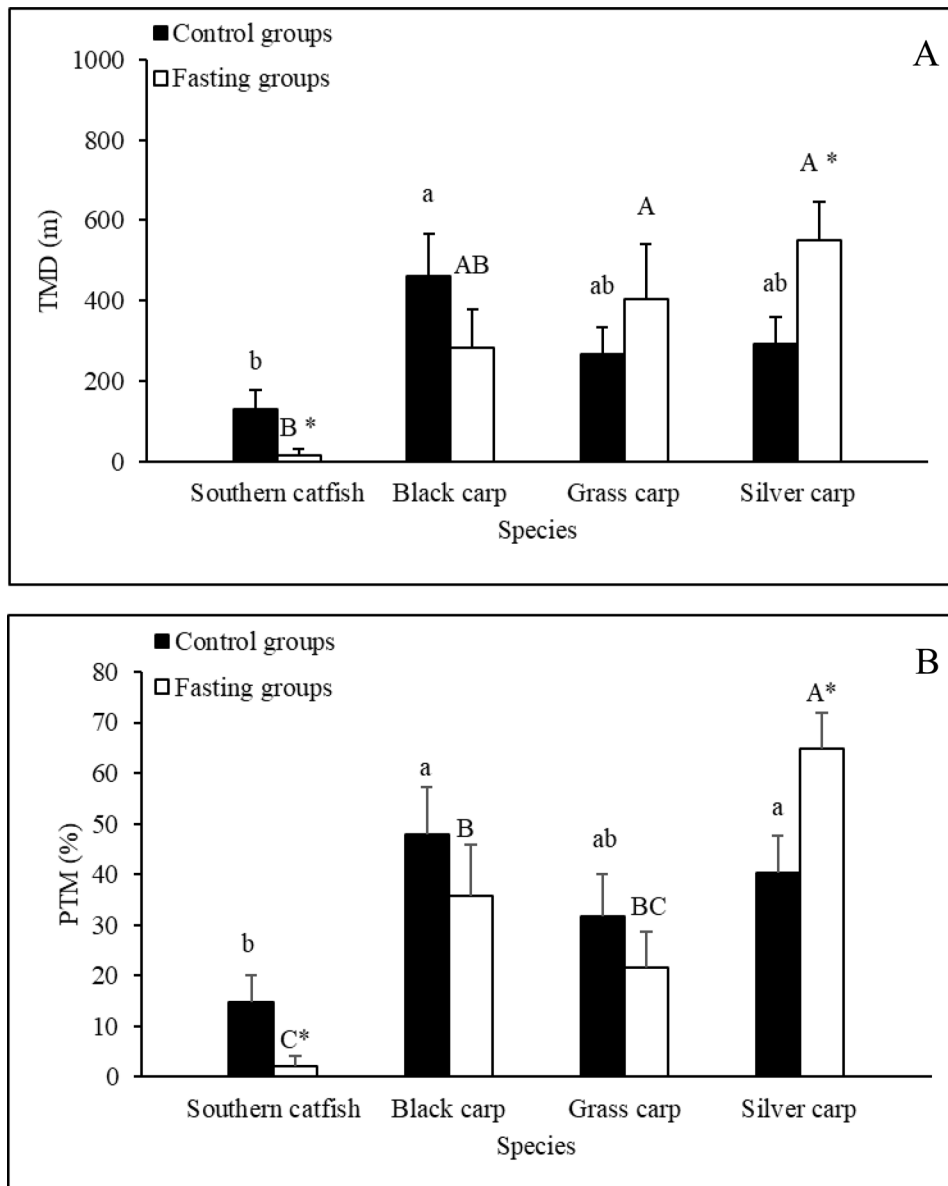 Control groups
Fasting groups
A
1000
800
600
400
200
0
TMD (m)
b
B *
a
AB
ab
A
ab
A *
Southern catfish
Black carp
Grass carp
Silver carp
Species
Control groups
Fasting groups
B
80
70
60
50
40
30
20
10
0
PTM (%)
b
C*
a
B
ab
BC
a
A*
Southern catfish
Black carp
Grass carp
Silver carp
Species